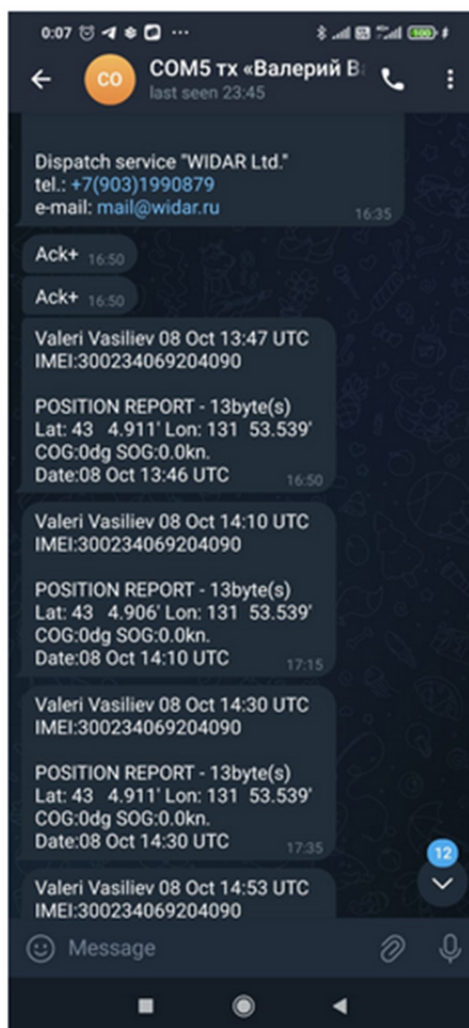 0:07
CO
COM5 тх «Валерий В
last seen 23:45
Dispatch service "WIDAR Ltd."
tel.: +7(903)1990879
e-mail: mail@widar.ru
16:35
Ack+ 16:50
Ack+ 16:50
Valeri Vasiliev 08 Oct 13:47 UTC
IMEI:300234069204090
POSITION REPORT - 13byte(s)
Lat: 43 4.911' Lon: 131 53.539'
COG:0dg SOG:0.0kn.
Date:08 Oct 13:46 UTC
16:50
Valeri Vasiliev 08 Oct 14:10 UTC
IMEI:300234069204090
POSITION REPORT - 13byte(s)
Lat: 43 4.906' Lon: 131 53.539'
COG:0dg SOG:0.0kn.
Date:08 Oct 14:10 UTC
17:15
Valeri Vasiliev 08 Oct 14:30 UTC
IMEI:300234069204090
POSITION REPORT - 13byte(s)
Lat: 43 4.911' Lon: 131 53.539'
COG:0dg SOG:0.0kn.
Date:08 Oct 14:30 UTC
17:35
12
Valeri Vasiliev 08 Oct 14:53 UTC
IMEI:300234069204090
Message